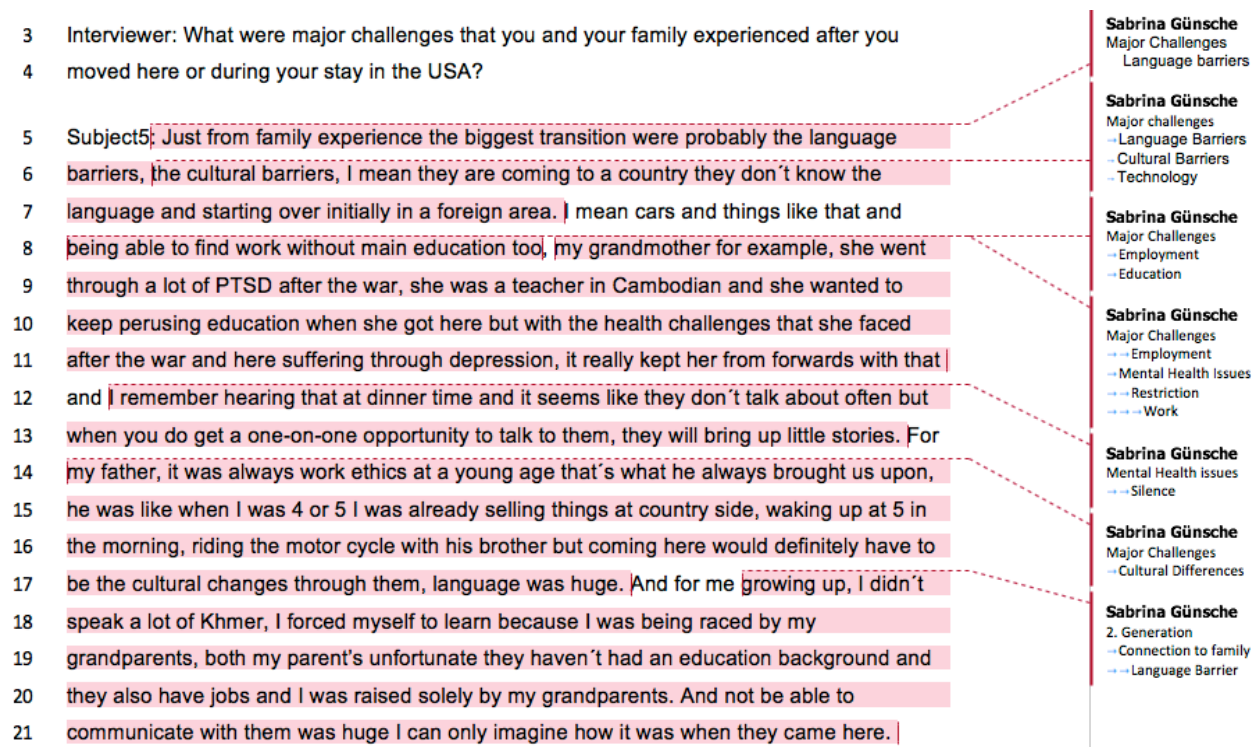 3 Interviewer: What were major challenges that you and your family experienced after you
4 moved here or during your stay in the USA?
5 Subject5: Just from family experience the biggest transition were probably the language
6 barriers, the cultural barriers, I mean they are coming to a country they don´t know the
7 language and starting over initially in a foreign area. I mean cars and things like that and
8 being able to find work without main education too, my grandmother for example, she went
9 through a lot of PTSD after the war, she was a teacher in Cambodian and she wanted to
10 keep perusing education when she got here but with the health challenges that she faced
11 after the war and here suffering through depression, it really kept her from forwards with that
12 and I remember hearing that at dinner time and it seems like they don´t talk about often but
13 when you do get a one-on-one opportunity to talk to them, they will bring up little stories. For
14 my father, it was always work ethics at a young age that´s what he always brought us upon,
15 he was like when I was 4 or 5 I was already selling things at country side, waking up at 5 in
16 the morning, riding the motor cycle with his brother but coming here would definitely have to
17 be the cultural changes through them, language was huge. And for me growing up, I didn´t
18 speak a lot of Khmer, I forced myself to learn because I was being raced by my
19 grandparents, both my parent's unfortunate they haven´t had an education background and
20 they also have jobs and I was raised solely by my grandparents. And not be able to
21 communicate with them was huge I can only imagine how it was when they came here.
Sabrina Günsche
Major Challenges
Language barriers
Sabrina Günsche
Major challenges
→Language Barriers
→Cultural Barriers
→Technology
Sabrina Günsche
Major Challenges
→Employment
→Education
Sabrina Günsche
Major Challenges
→→Employment
→Mental Health Issues
→→Restriction
→→→Work
Sabrina Günsche
Mental Health issues
→→Silence
Sabrina Günsche
Major Challenges
→Cultural Differences
Sabrina Günsche
2. Generation
→Connection to family
→→Language Barrier